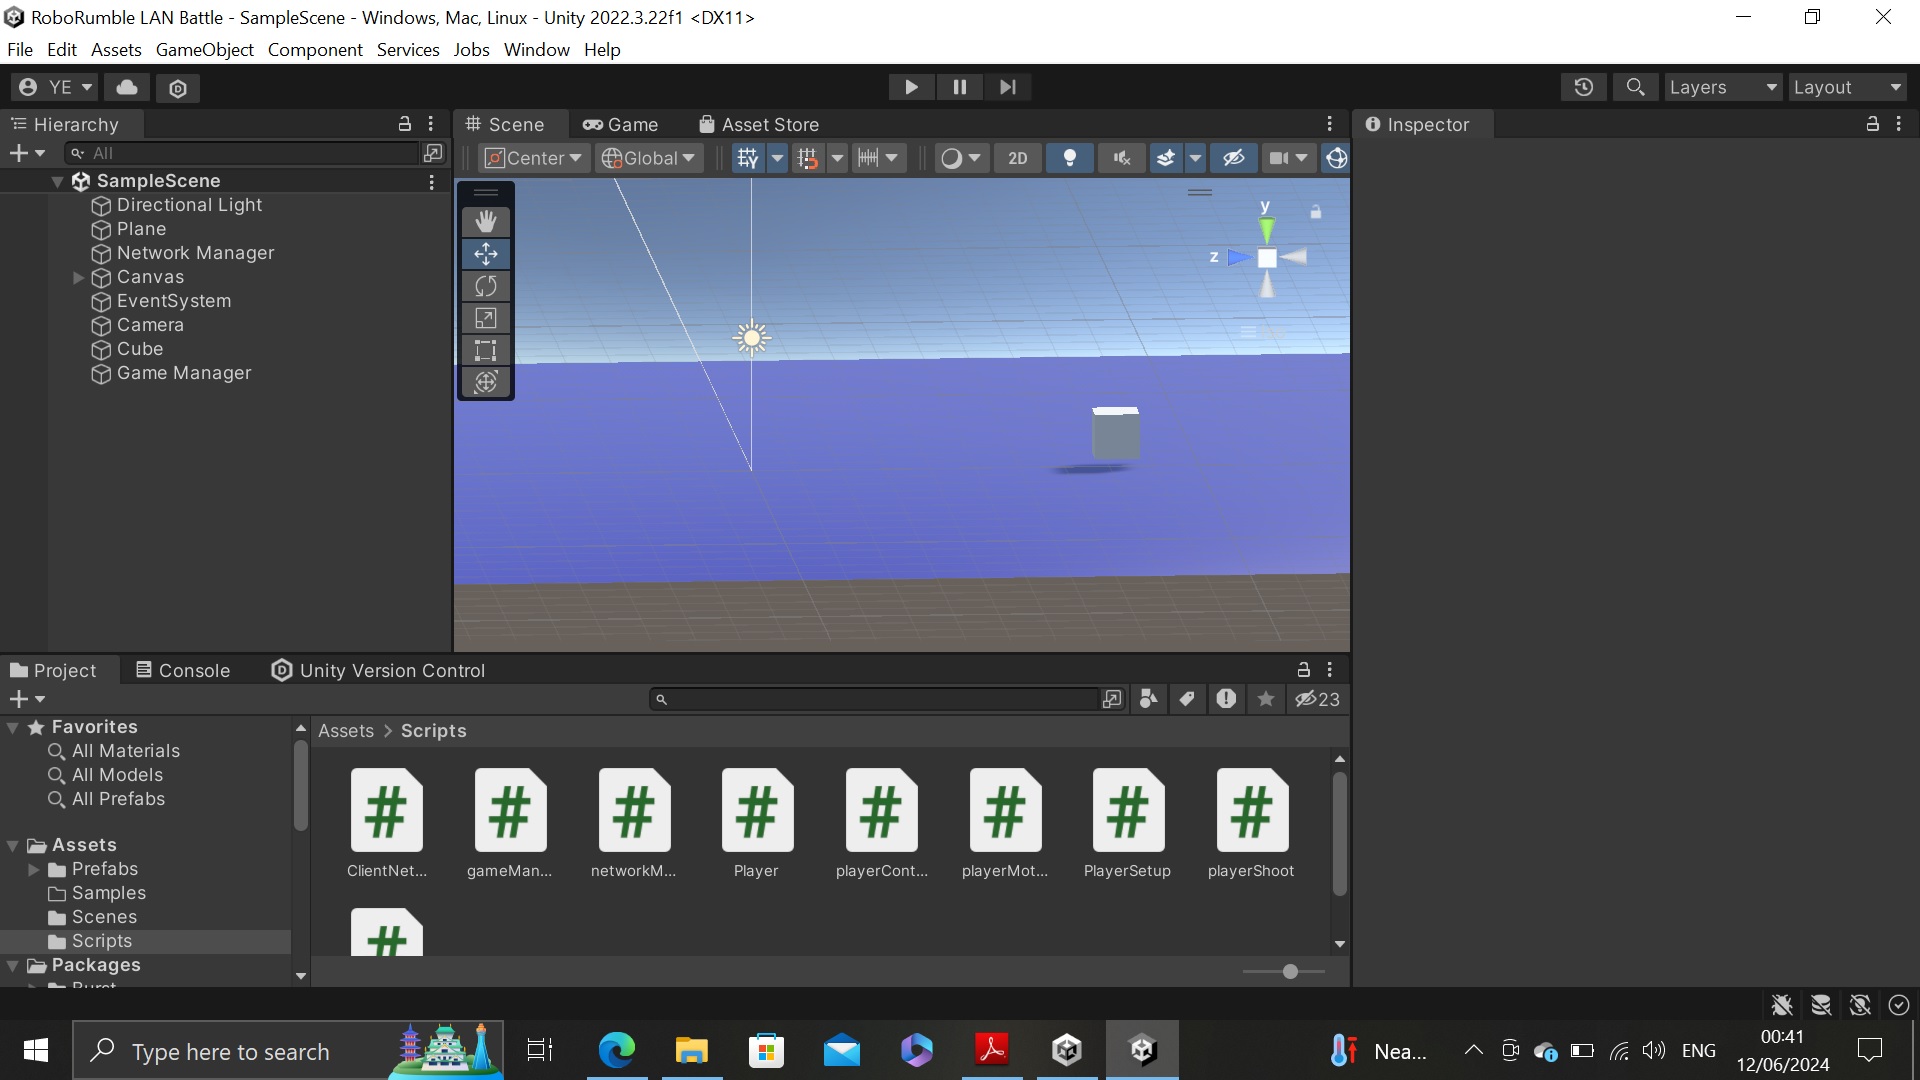 RoboRumble LAN Battle - SampleScene - Windows, Mac, Linux - Unity 2022.3.22f1 <DX11>
File Edit Assets GameObject Component Services Jobs Window Help
YE Layers Layout
Hierarchy
All
SampleScene
Directional Light
Plane
Network Manager
Canvas
EventSystem
Camera
Cube
Game Manager
Scene Game Asset Store
Center Global 2D
y
z
Inspector
Project Console Unity Version Control
23
Favorites
All Materials
All Models
All Prefabs
Assets
Prefabs
Samples
Scenes
Scripts
Packages
Burst
Assets > Scripts
ClientNet... gameMan... networkM... Player playerCont... playerMot... PlayerSetup playerShoot
Type here to search
Nea...
ENG
00:41
12/06/2024